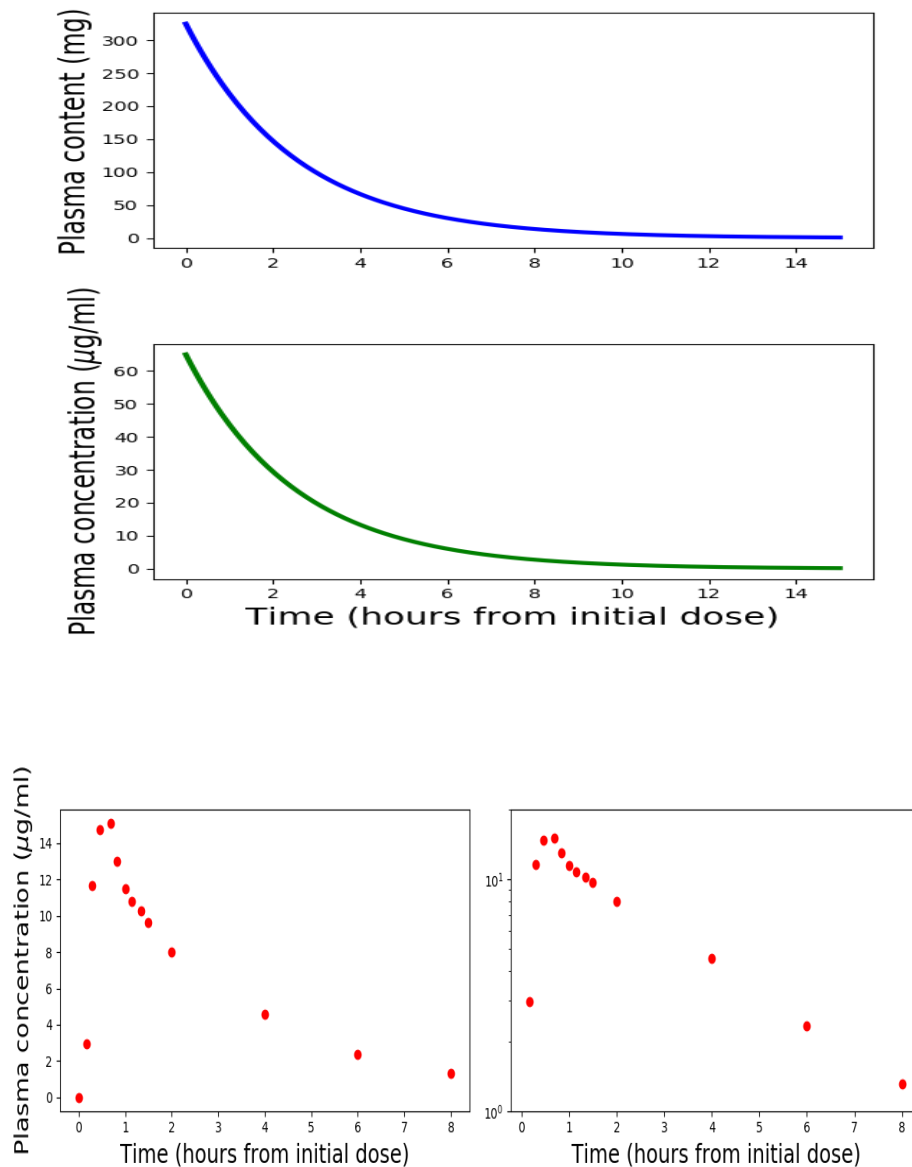 Plasma content (mg)
300
250
200
150
100
50
0
0 2 4 6 8 10 12 14
Plasma concentration (μg/ml)
60
50
40
30
20
10
0
0 2 4 6 8 10 12 14
Time (hours from initial dose)
Plasma concentration (μg/ml)
14
12
10
8
6
4
2
0
0 1 2 3 4 5 6 7 8
Time (hours from initial dose)
10¹
10⁰
0 1 2 3 4 5 6 7 8
Time (hours from initial dose)